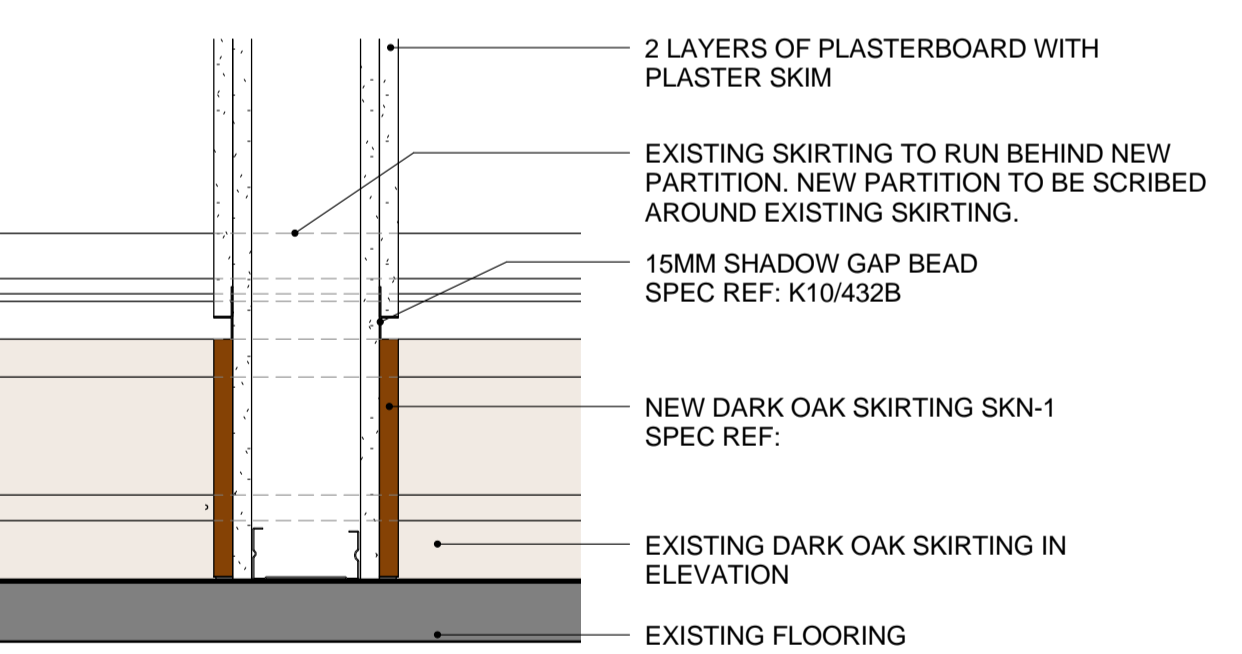 2 LAYERS OF PLASTERBOARD WITH
PLASTER SKIM
EXISTING SKIRTING TO RUN BEHIND NEW
PARTITION. NEW PARTITION TO BE SCRIBED
AROUND EXISTING SKIRTING.
15MM SHADOW GAP BEAD
SPEC REF: K10/432B
NEW DARK OAK SKIRTING SKN-1
SPEC REF:
EXISTING DARK OAK SKIRTING IN
ELEVATION
EXISTING FLOORING